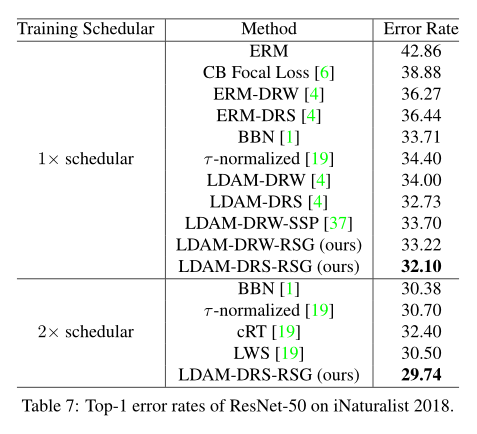 Training Schedular Method Error Rate
ERM 42.86
CB Focal Loss [6] 38.88
ERM-DRW [4] 36.27
ERM-DRS [4] 36.44
BBN [1] 33.71
1× schedular τ-normalized [19] 34.40
LDAM-DRW [4] 34.00
LDAM-DRS [4] 32.73
LDAM-DRW-SSP [37] 33.70
LDAM-DRW-RSG (ours) 33.22
LDAM-DRS-RSG (ours) 32.10
BBN [1] 30.38
τ-normalized [19] 30.70
2× schedular cRT [19] 32.40
LWS [19] 30.50
LDAM-DRS-RSG (ours) 29.74
Table 7: Top-1 error rates of ResNet-50 on iNaturalist 2018.